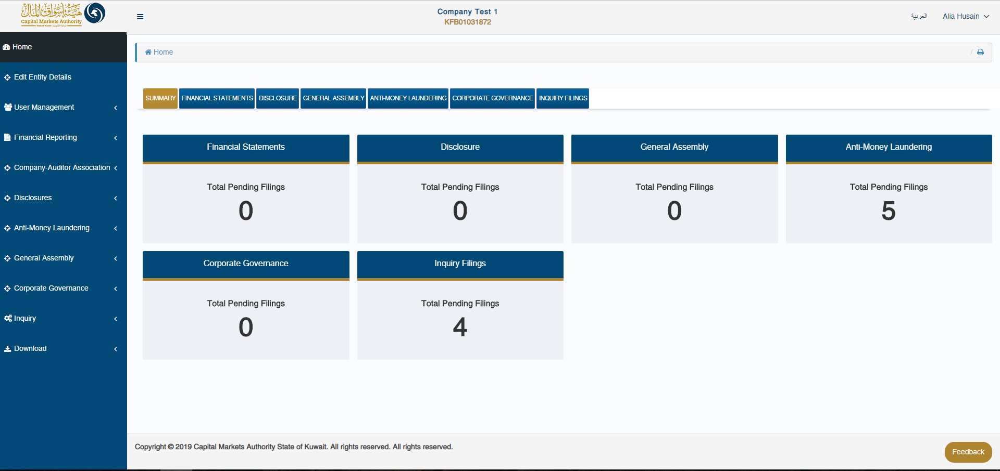 هيئة أسواق المال
Capital Markets Authority
State Of Kuwait دولة الكويت
Company Test 1
KFB01031872
العربية
Alia Husain
Home
Edit Entity Details
User Management
Financial Reporting
Company-Auditor Association
Disclosures
Anti-Money Laundering
General Assembly
Corporate Governance
Inquiry
Download
Home
/
SUMMARY FINANCIAL STATEMENTS DISCLOSURE GENERAL ASSEMBLY ANTI-MONEY LAUNDERING CORPORATE GOVERNANCE INQUIRY FILINGS
Financial Statements
Total Pending Filings
0
Disclosure
Total Pending Filings
0
General Assembly
Total Pending Filings
0
Anti-Money Laundering
Total Pending Filings
5
Corporate Governance
Total Pending Filings
0
Inquiry Filings
Total Pending Filings
4
Copyright © 2019 Capital Markets Authority State of Kuwait. All rights reserved. All rights reserved.
Feedback